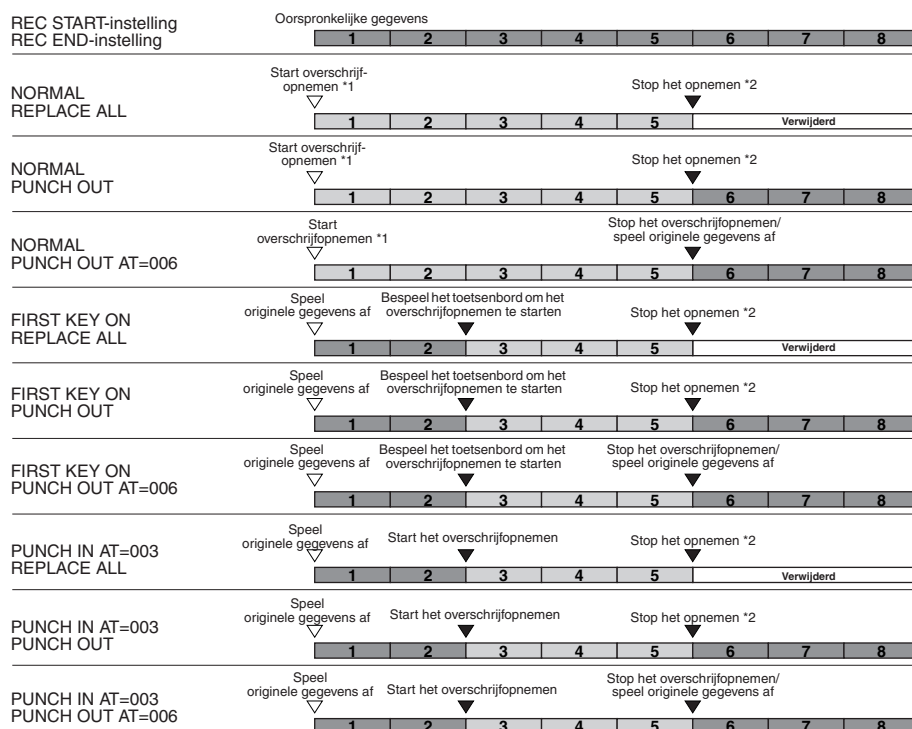 REC START-instelling
REC END-instelling
Oorspronkelijke gegevens
1 2 3 4 5 6 7 8
NORMAL
REPLACE ALL
Start overschrijf-
opnemen *1
Stop het opnemen *2
1 2 3 4 5 Verwijderd
NORMAL
PUNCH OUT
Start overschrijf-
opnemen *1
Stop het opnemen *2
1 2 3 4 5 6 7 8
NORMAL
PUNCH OUT AT=006
Start
overschrijfopnemen *1
Stop het overschrijfopnemen/
speel originele gegevens af
1 2 3 4 5 6 7 8
FIRST KEY ON
REPLACE ALL
Speel
originele gegevens af
Bespeel het toetsenbord om het
overschrijfopnemen te starten
Stop het opnemen *2
1 2 3 4 5 Verwijderd
FIRST KEY ON
PUNCH OUT
Speel
originele gegevens af
Bespeel het toetsenbord om het
overschrijfopnemen te starten
Stop het opnemen *2
1 2 3 4 5 6 7 8
FIRST KEY ON
PUNCH OUT AT=006
Speel
originele gegevens af
Bespeel het toetsenbord om het
overschrijfopnemen te starten
Stop het overschrijfopnemen/
speel originele gegevens af
1 2 3 4 5 6 7 8
PUNCH IN AT=003
REPLACE ALL
Speel
originele gegevens af
Start het overschrijfopnemen
Stop het opnemen *2
1 2 3 4 5 Verwijderd
PUNCH IN AT=003
PUNCH OUT
Speel
originele gegevens af
Start het overschrijfopnemen
Stop het opnemen *2
1 2 3 4 5 6 7 8
PUNCH IN AT=003
PUNCH OUT AT=006
Speel
originele gegevens af
Start het overschrijfopnemen
Stop het overschrijfopnemen/
speel originele gegevens af
1 2 3 4 5 6 7 8